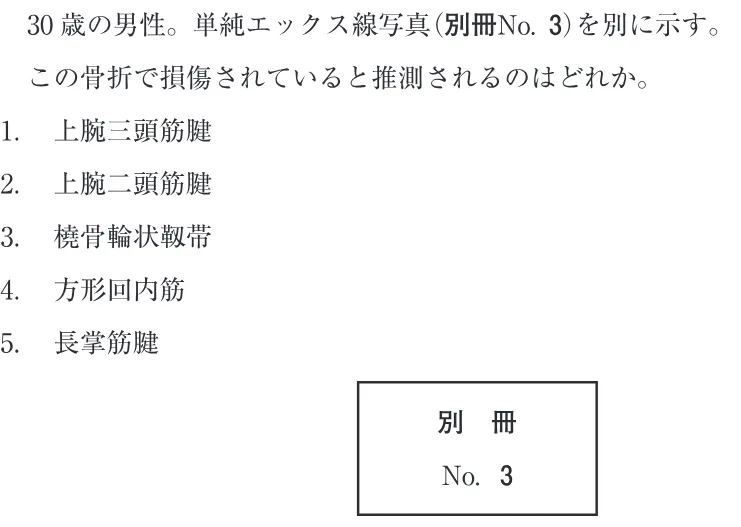 30歳の男性。単純エックス線写真(別冊No. 3)を別に示す。
この骨折で損傷されていると推測されるのはどれか。
1. 上腕三頭筋腱
2. 上腕二頭筋腱
3. 橈骨輪状靱帯
4. 方形回内筋
5. 長掌筋腱
別 冊
No. 3